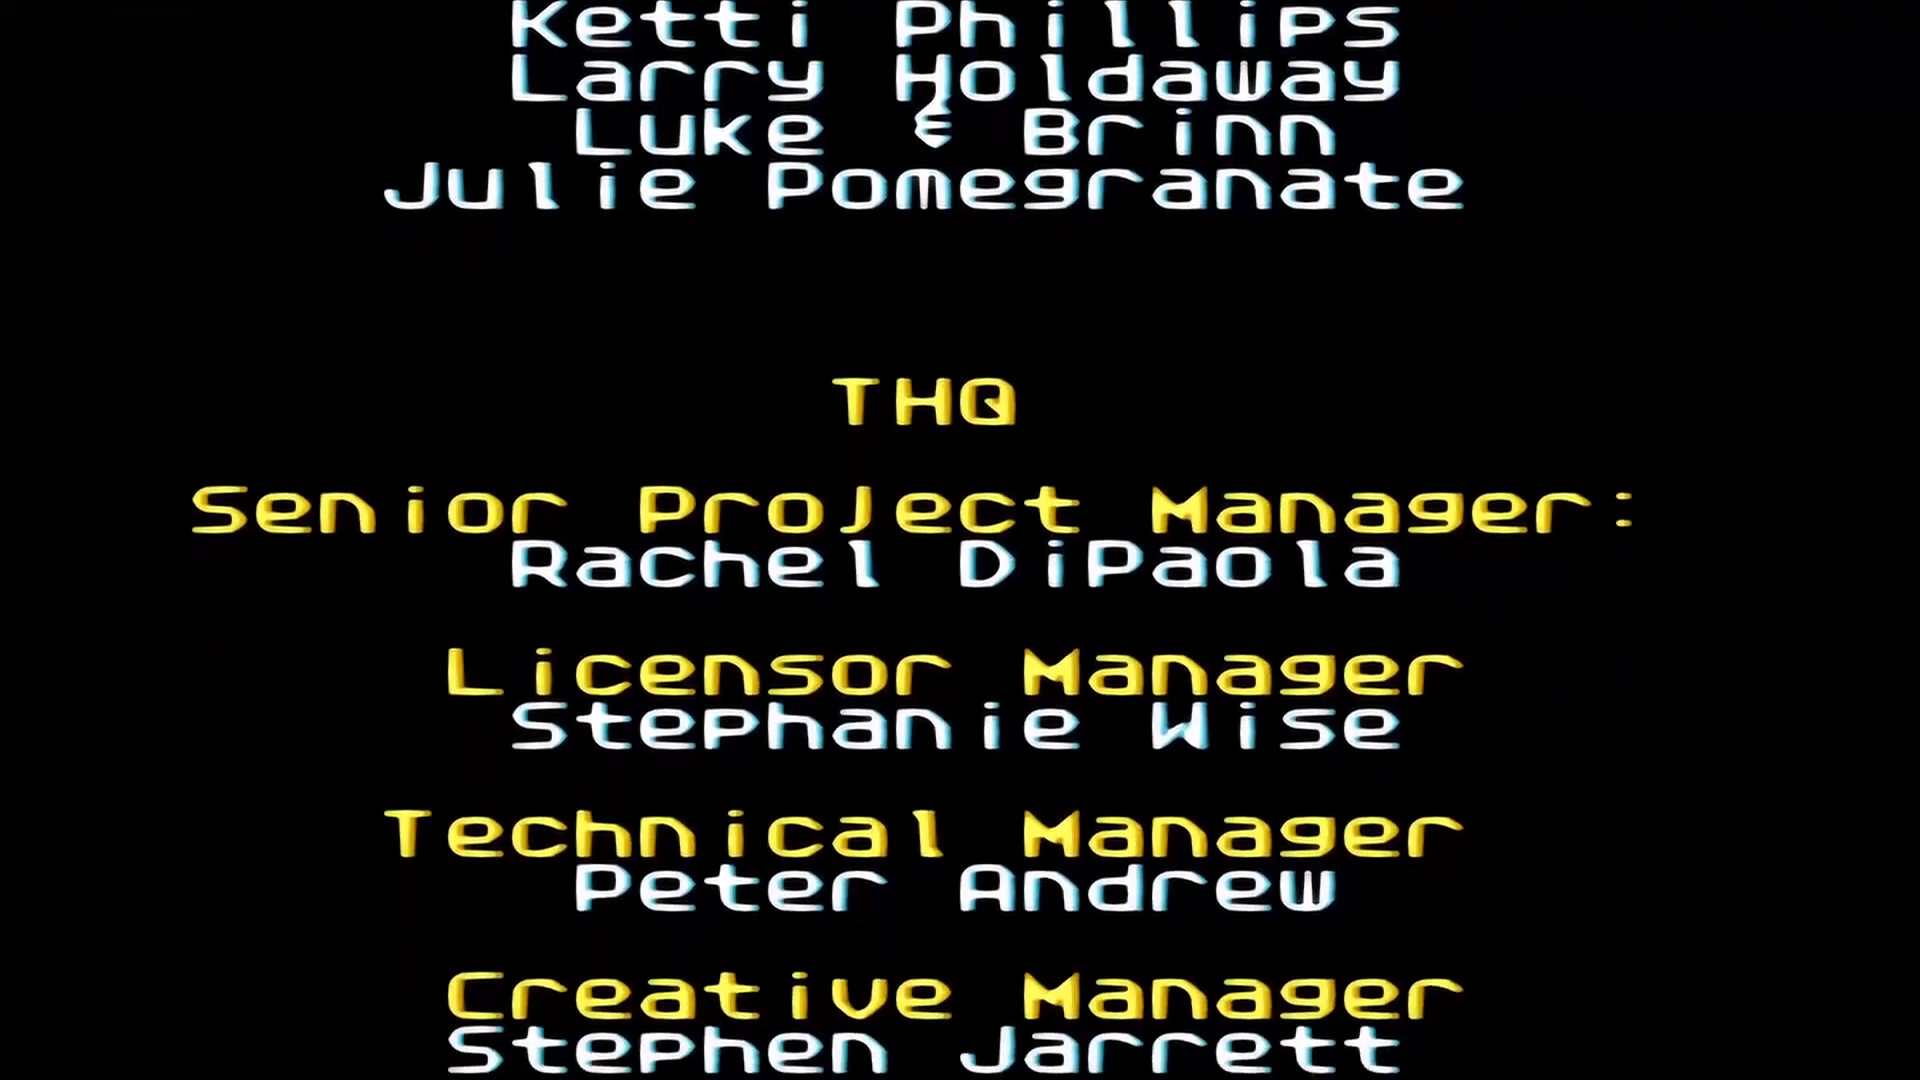 Ketti Phillips
Larry Holdaway
Luke & Brinn
Julie Pomegranate
THQ
Senior Project Manager:
Rachel DiPaola
Licensor Manager
Stephanie Wise
Technical Manager
Peter Andrew
Creative Manager
Stephen Jarrett